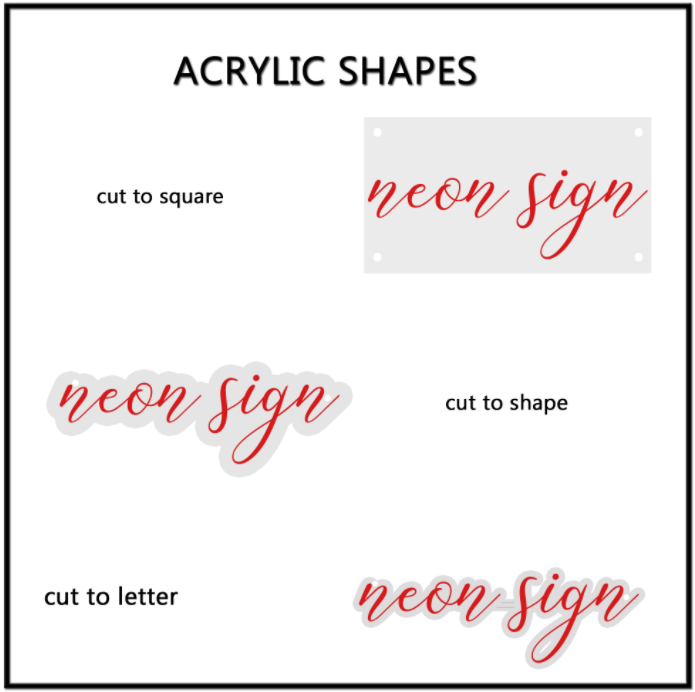 ACRYLIC SHAPES
cut to square
neon sign
neon sign
cut to shape
cut to letter
neon sign